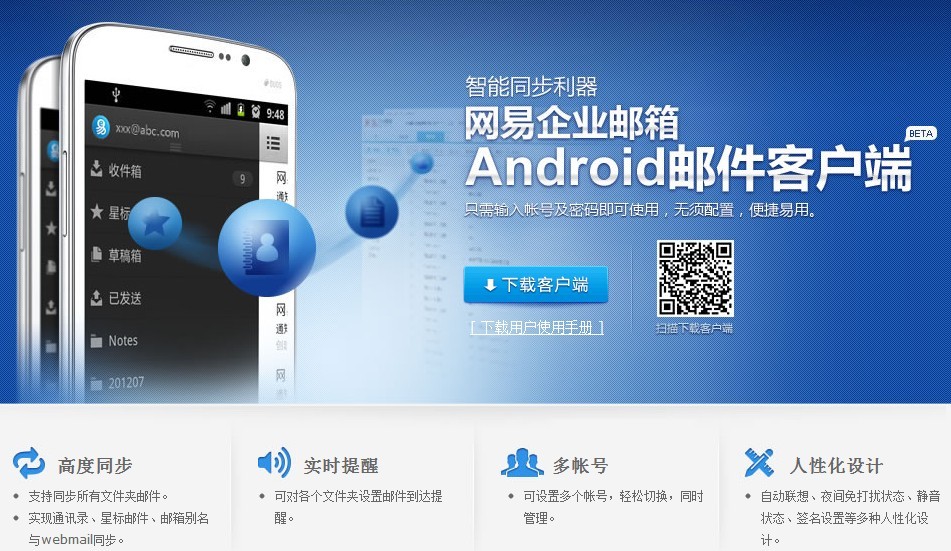 9:48
易 xxx@abc.com
收件箱
9
星标
草稿箱
已发送
Notes
201207
网
通知
网
通知
网
智能同步利器
网易企业邮箱
BETA
Android邮件客户端
只需输入帐号及密码即可使用，无须配置，便捷易用。
下载客户端
[ 下载用户使用手册 ]
扫描下载客户端
高度同步
• 支持同步所有文件夹邮件。
• 实现通讯录、星标邮件、邮箱别名
与webmail同步。
实时提醒
• 可对各个文件夹设置邮件到达提
醒。
多帐号
• 可设置多个帐号，轻松切换，同时
管理。
人性化设计
• 自动联想、夜间免打扰状态、静音
状态、签名设置等多种人性化设
计。